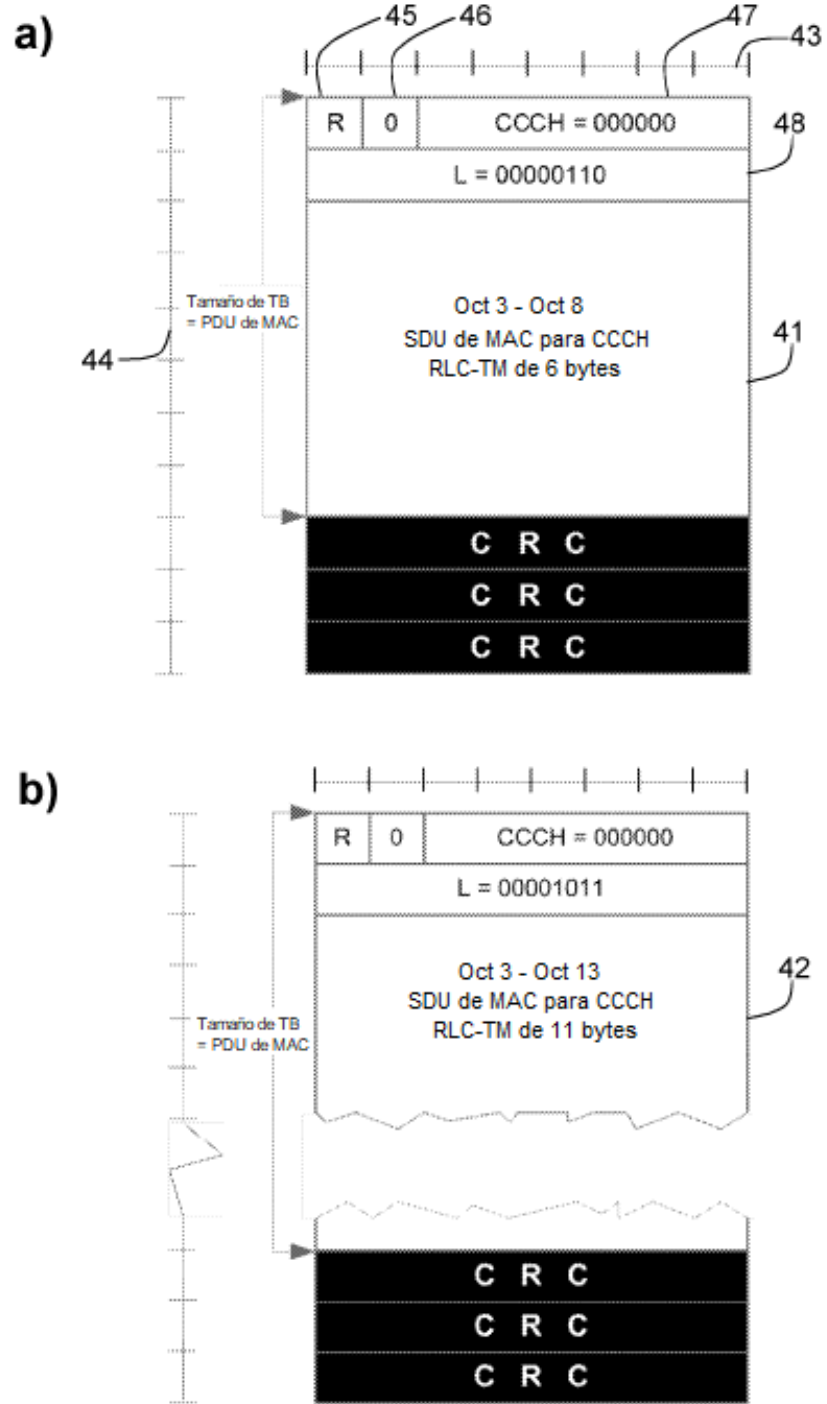 a)
45 46 47 43
R 0 CCCH = 000000
48
L = 00000110
Tamaño de TB
= PDU de MAC
Oct 3 - Oct 8
SDU de MAC para CCCH
RLC-TM de 6 bytes
44
41
C R C
C R C
C R C
b)
R 0 CCCH = 000000
L = 00001011
Oct 3 - Oct 13
SDU de MAC para CCCH
RLC-TM de 11 bytes
42
Tamaño de TB
= PDU de MAC
C R C
C R C
C R C